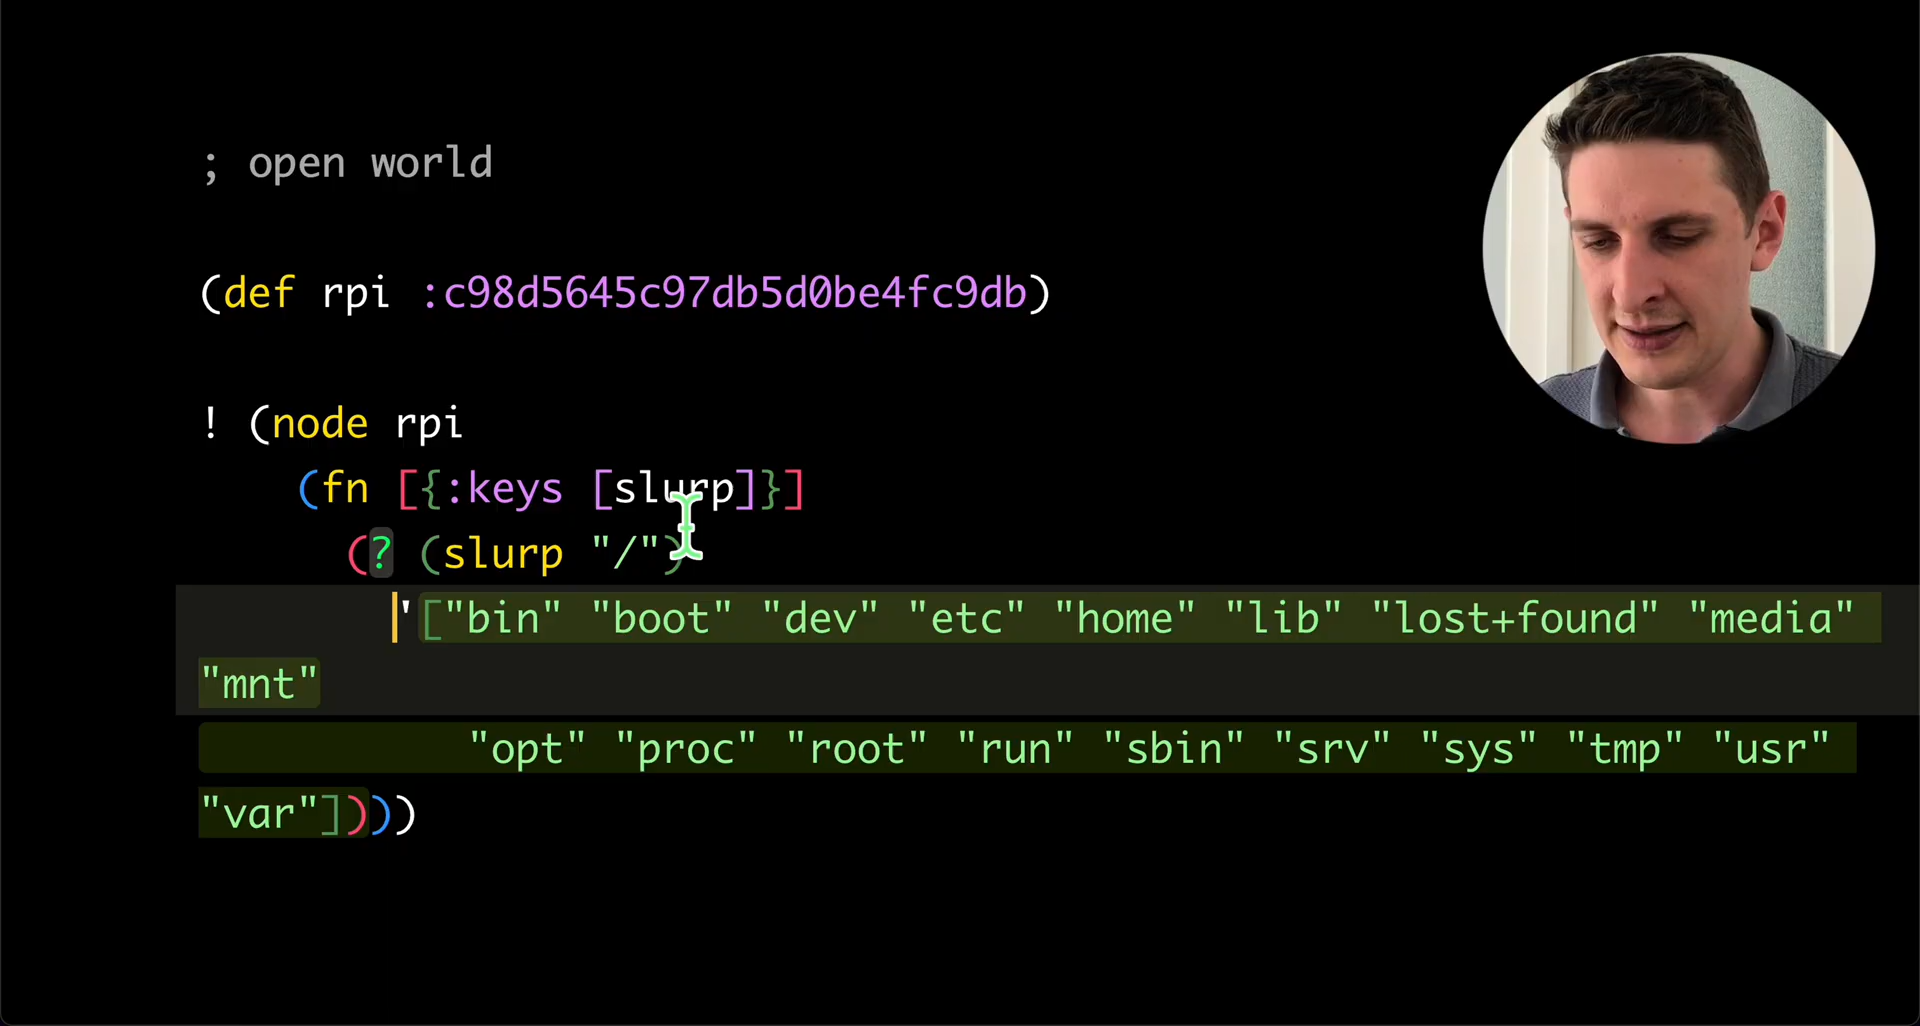 ; open world
(def rpi :c98d5645c97db5d0be4fc9db)
! (node rpi
(fn [{:keys [slurp]}]
(? (slurp "/")
'["bin" "boot" "dev" "etc" "home" "lib" "lost+found" "media"
"mnt"
"opt" "proc" "root" "run" "sbin" "srv" "sys" "tmp" "usr"
"var"])))